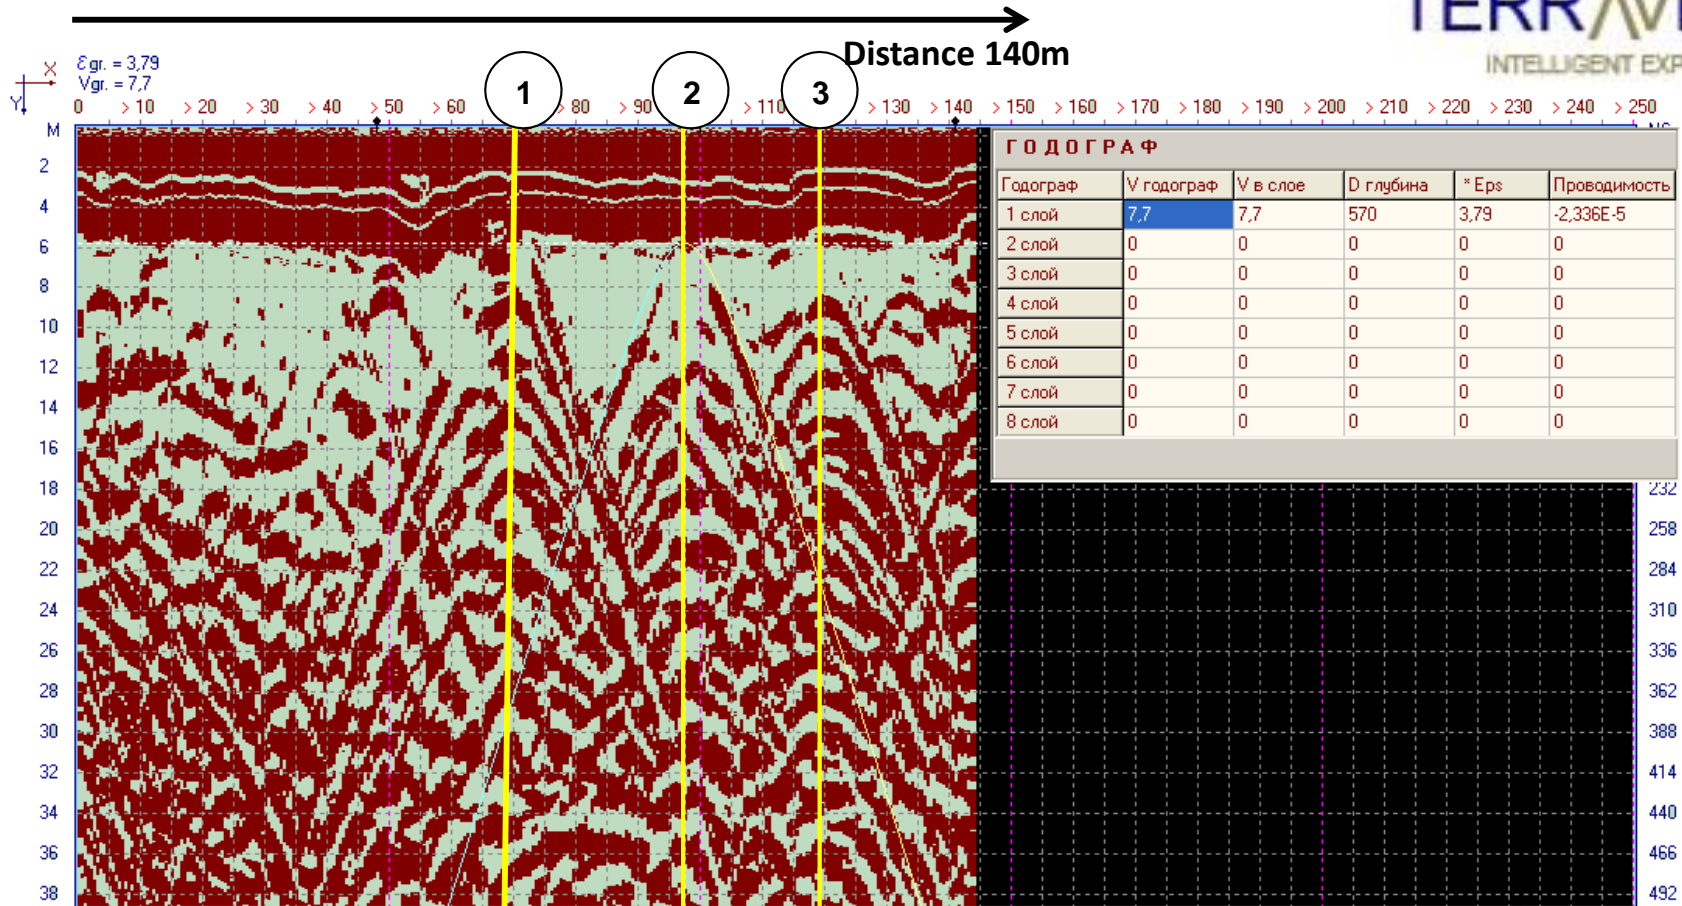 TERRAVI
INTELLIGENT EXP
Distance 140m
X
Y
εgr. = 3,79
Vgr. = 7,7
1
2
3
0 > 10 > 20 > 30 > 40 > 50 > 60 > 80 > 90 > 110 > 130 > 140 > 150 > 160 > 170 > 180 > 190 > 200 > 210 > 220 > 230 > 240 > 250
М
2
4
6
8
10
12
14
16
18
20
22
24
26
28
30
32
34
36
38
ГОДОГРАФ
Годограф V годограф V в слое D глубина * Eps Проводимость
1 слой 7,7 7,7 570 3,79 -2,336E-5
2 слой 0 0 0 0 0
3 слой 0 0 0 0 0
4 слой 0 0 0 0 0
5 слой 0 0 0 0 0
6 слой 0 0 0 0 0
7 слой 0 0 0 0 0
8 слой 0 0 0 0 0
232
258
284
310
336
362
388
414
440
466
492